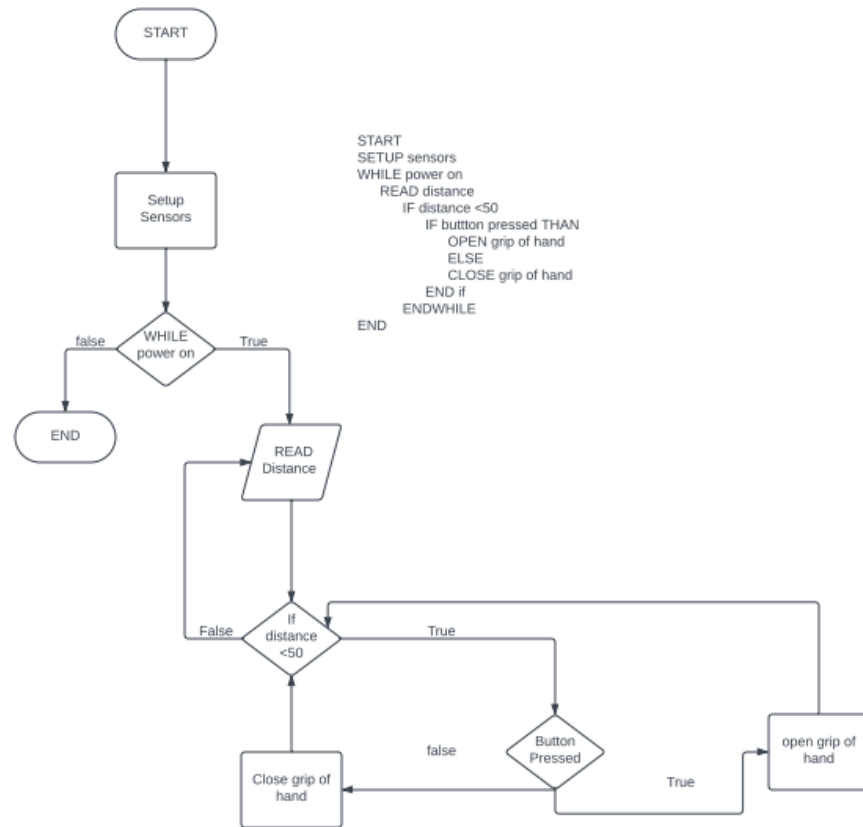 START
START
SETUP sensors
WHILE power on
READ distance
IF distance <50
IF buttton pressed THAN
OPEN grip of hand
ELSE
CLOSE grip of hand
END if
ENDWHILE
END
Setup
Sensors
WHILE
power on
false
True
END
READ
Distance
If
distance
<50
False
True
Button
Pressed
false
True
open grip of
hand
Close grip of
hand